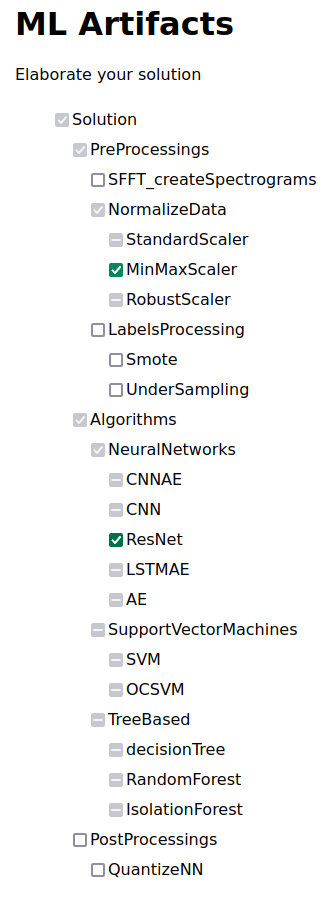 ML Artifacts
Elaborate your solution
Solution
PreProcessings
SFFT_createSpectrograms
NormalizeData
StandardScaler
MinMaxScaler
RobustScaler
LabelsProcessing
Smote
UnderSampling
Algorithms
NeuralNetworks
CNNAE
CNN
ResNet
LSTMAE
AE
SupportVectorMachines
SVM
OCSVM
TreeBased
decisionTree
RandomForest
IsolationForest
PostProcessings
QuantizeNN